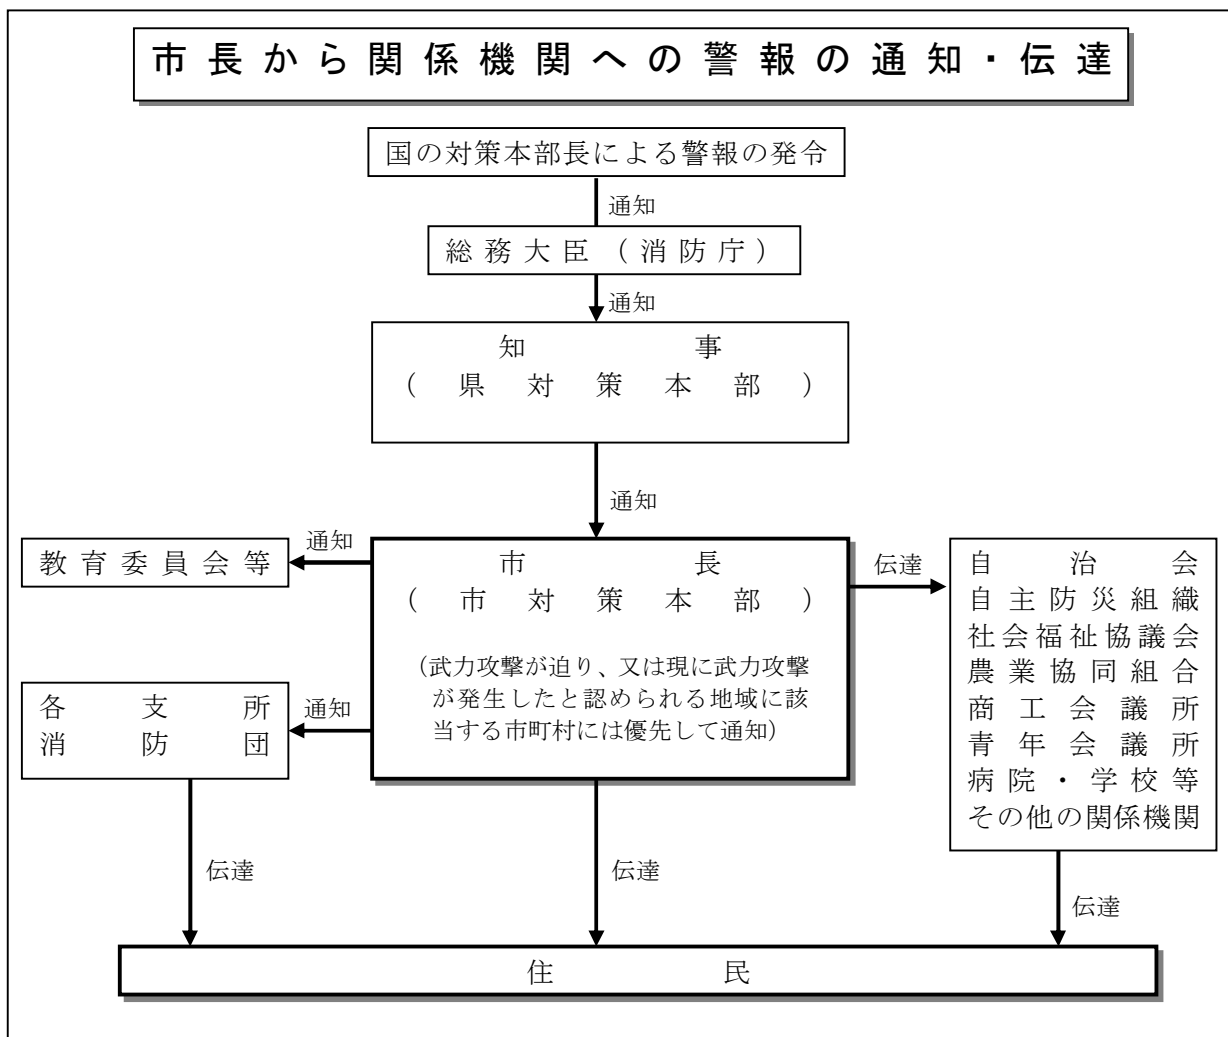 市長から関係機関への警報の通知・伝達
国の対策本部長による警報の発令
通知
総務大臣（消防庁）
通知
知事
（県対策本部）
通知
教育委員会等
通知
市長
（市対策本部）
（武力攻撃が迫り、又は現に武力攻撃
が発生したと認められる地域に該
当する市町村には優先して通知）
伝達
自治会
自主防災組織
社会福祉協議会
農業協同組合
商工会議所
青年会議所
病院・学校等
その他の関係機関
各支所
消防団
通知
伝達
伝達
伝達
住民